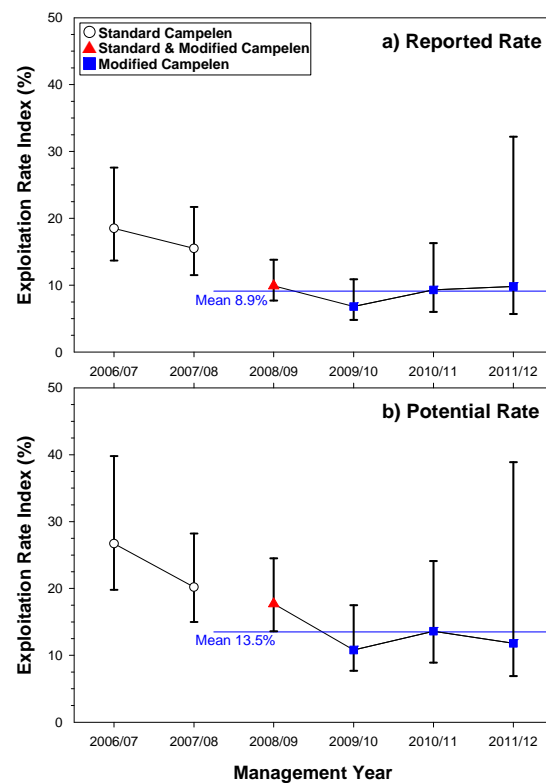 50
40
30
20
10
0
Exploitation Rate Index (%)
Standard Campelen
Standard & Modified Campelen
Modified Campelen
a) Reported Rate
Mean 8.9%
2006/07 2007/08 2008/09 2009/10 2010/11 2011/12
50
40
30
20
10
0
Exploitation Rate Index (%)
b) Potential Rate
Mean 13.5%
2006/07 2007/08 2008/09 2009/10 2010/11 2011/12
Management Year